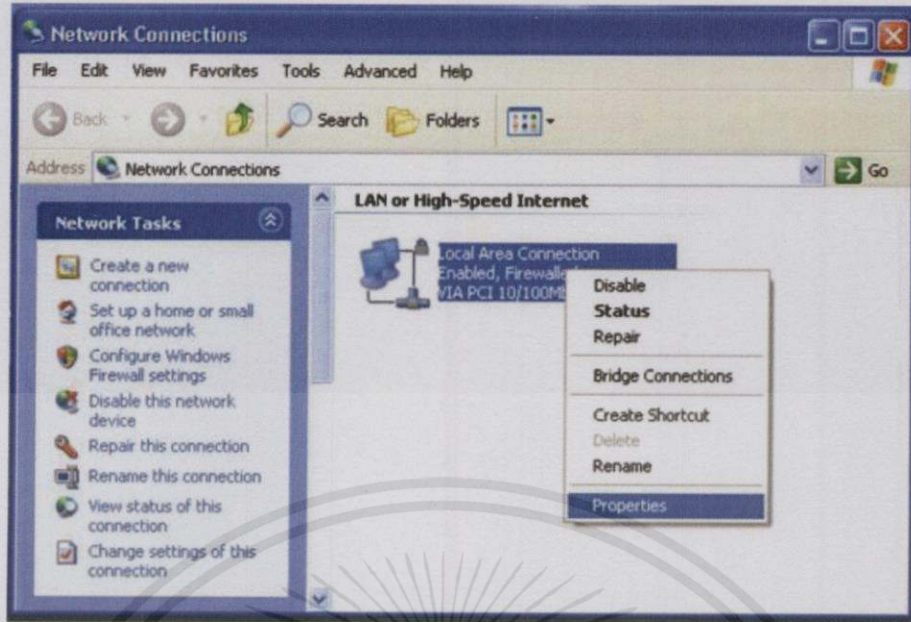 Network Connections
File Edit View Favorites Tools Advanced Help
Back Search Folders
Address Network Connections Go
Network Tasks
Create a new
connection
Set up a home or small
office network
Configure Windows
Firewall settings
Disable this network
device
Repair this connection
Rename this connection
View status of this
connection
Change settings of this
connection
LAN or High-Speed Internet
Local Area Connection
Enabled, Firewalled
VIA PCI 10/100Mb
Disable
Status
Repair
Bridge Connections
Create Shortcut
Delete
Rename
Properties